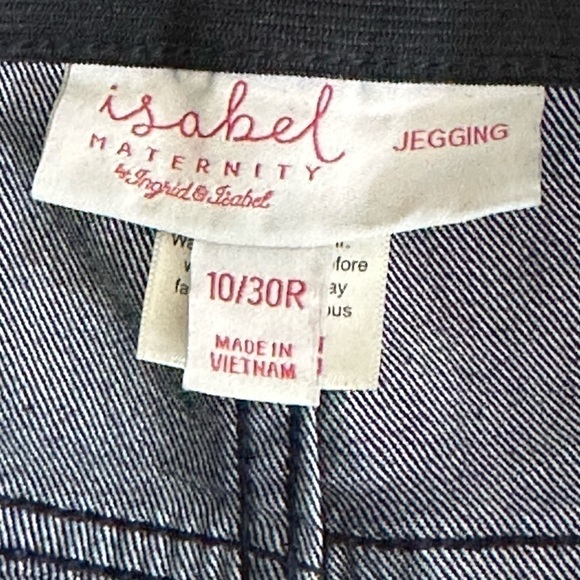 isabel
JEGGING
MATERNITY
by Ingrid & Isabel
10/30R
MADE IN
VIETNAM